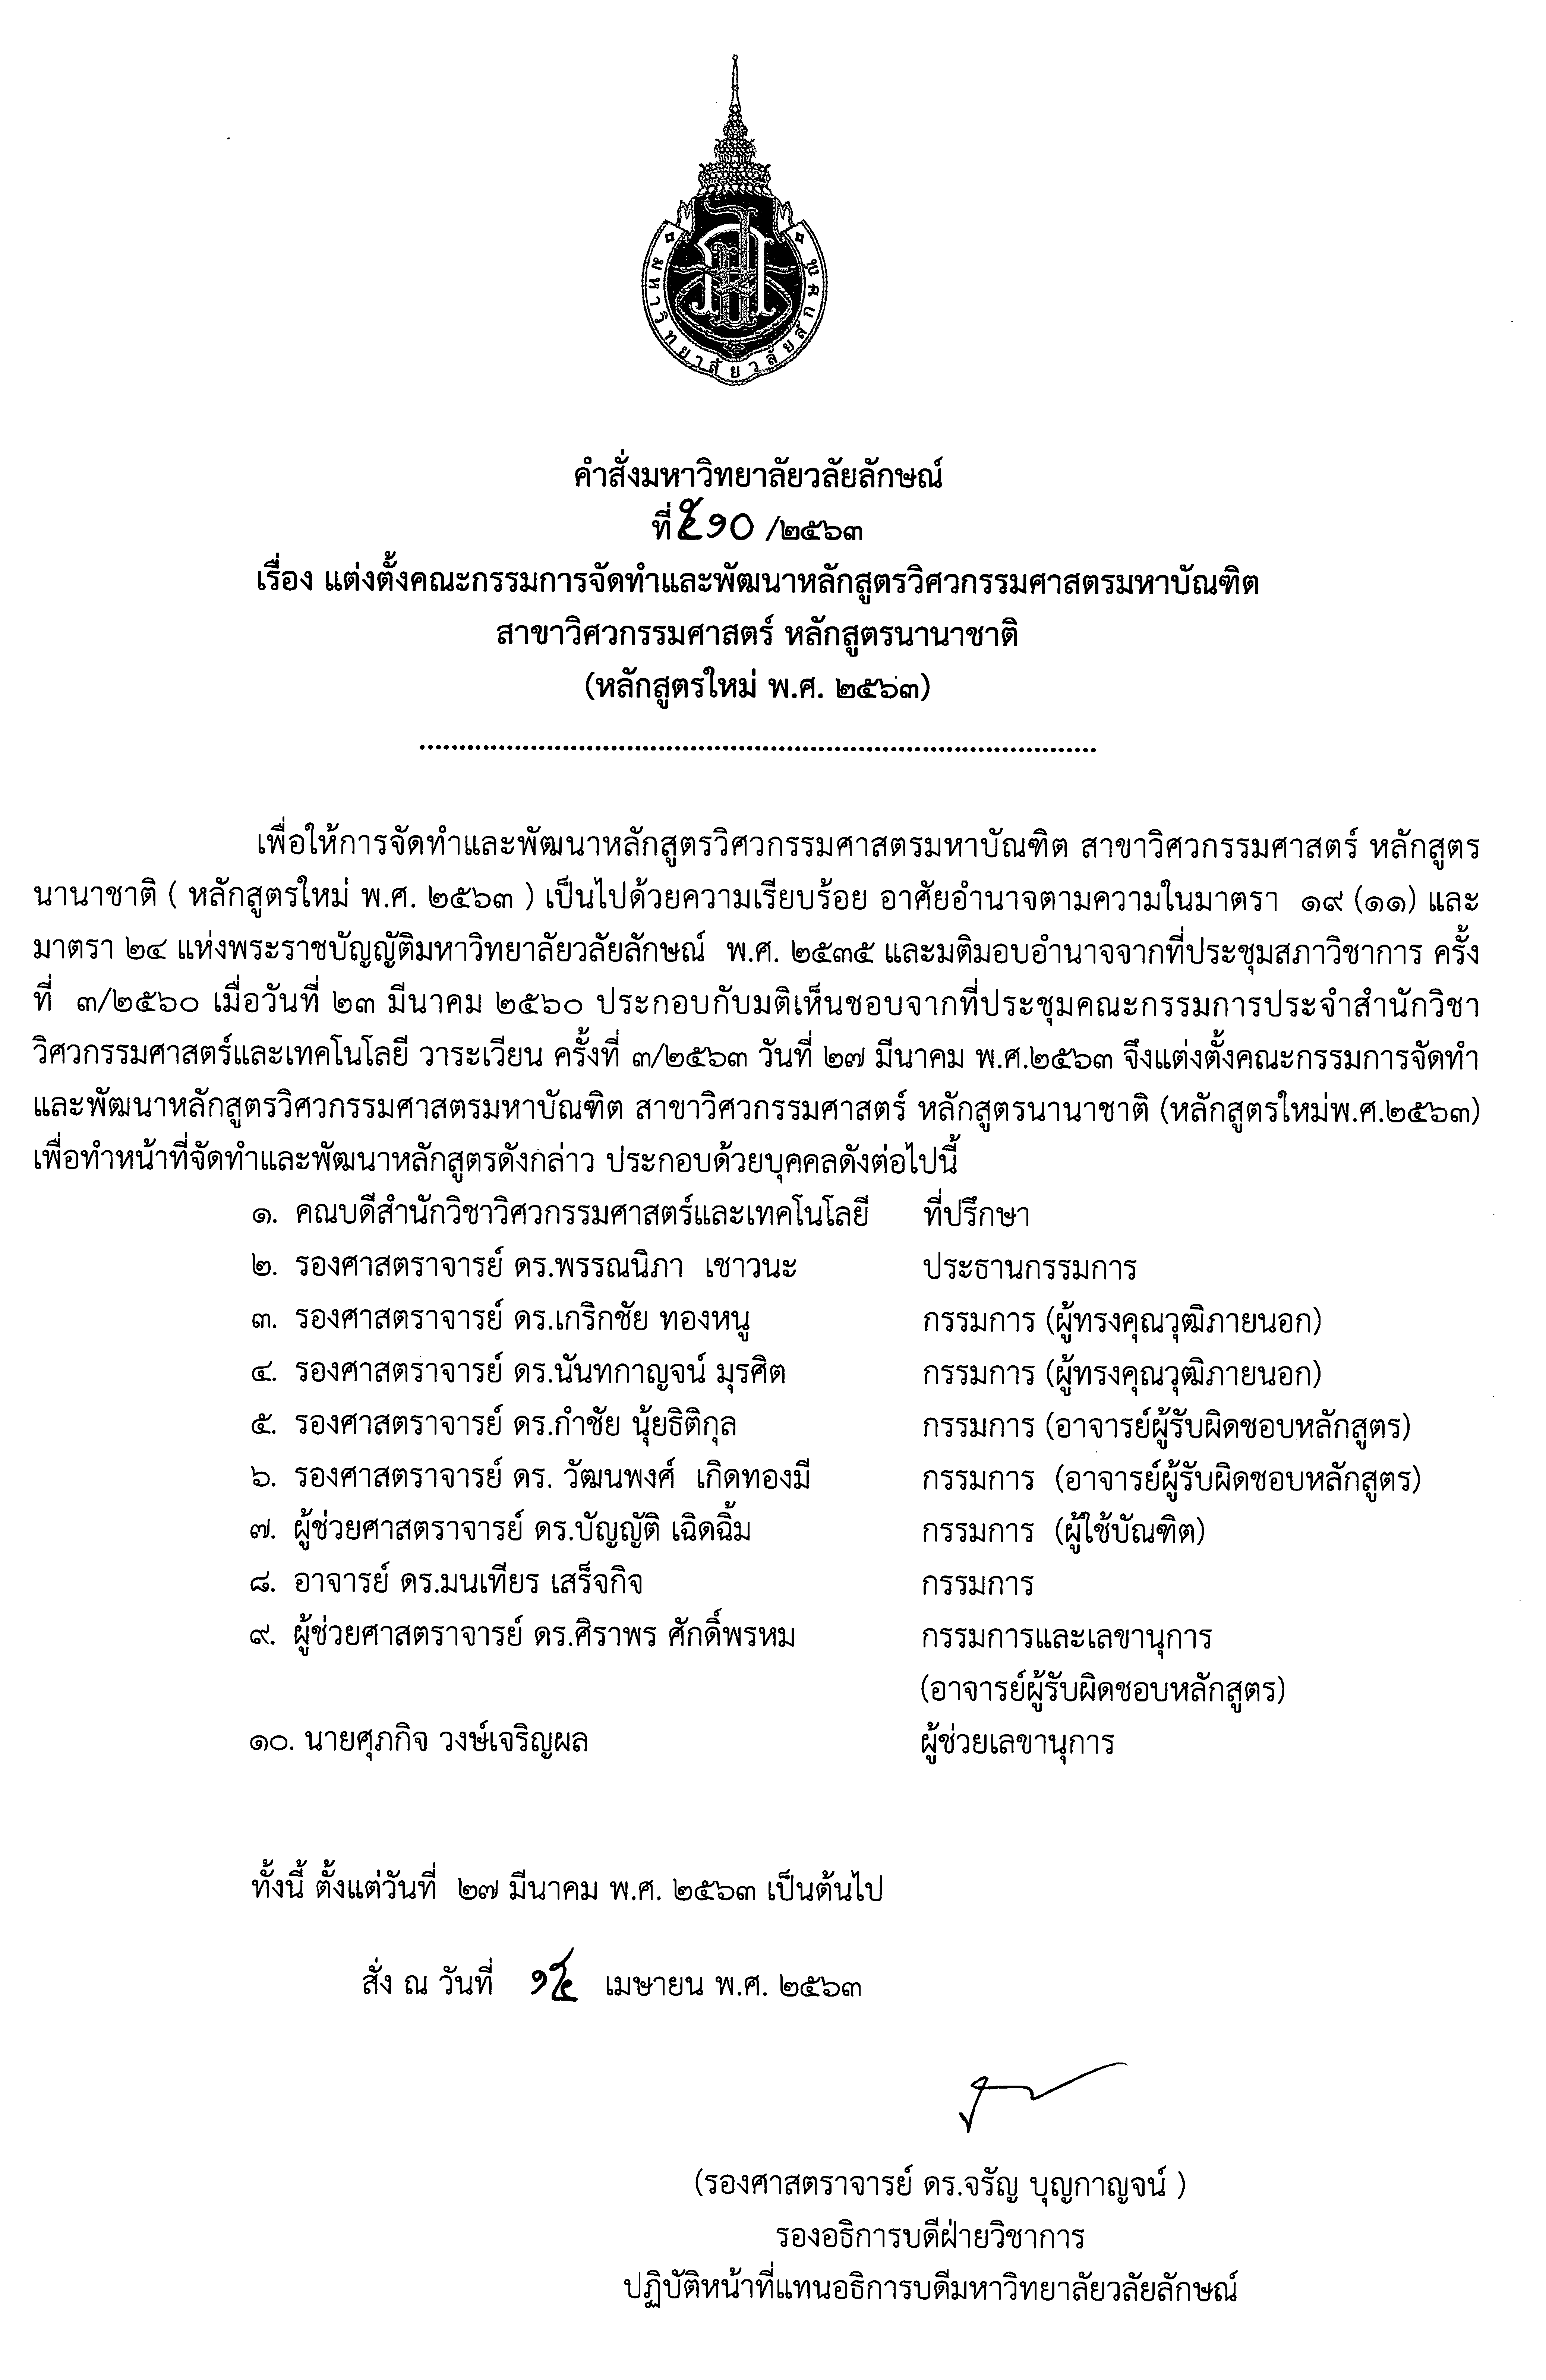 มหาวิทยาลัยวลัยลักษณ์
คำสั่งมหาวิทยาลัยวลัยลักษณ์
ที่ ๕๑๐ /๒๕๖๓
เรื่อง แต่งตั้งคณะกรรมการจัดทำและพัฒนาหลักสูตรวิศวกรรมศาสตรมหาบัณฑิต
สาขาวิศวกรรมศาสตร์ หลักสูตรนานาชาติ
(หลักสูตรใหม่ พ.ศ. ๒๕๖๓)
เพื่อให้การจัดทำและพัฒนาหลักสูตรวิศวกรรมศาสตรมหาบัณฑิต สาขาวิศวกรรมศาสตร์ หลักสูตร
นานาชาติ ( หลักสูตรใหม่ พ.ศ. ๒๕๖๓ ) เป็นไปด้วยความเรียบร้อย อาศัยอำนาจตามความในมาตรา ๑๙ (๑๑) และ
มาตรา ๒๔ แห่งพระราชบัญญัติมหาวิทยาลัยวลัยลักษณ์ พ.ศ. ๒๕๓๕ และมติมอบอำนาจจากที่ประชุมสภาวิชาการ ครั้ง
ที่ ๓/๒๕๖๐ เมื่อวันที่ ๒๓ มีนาคม ๒๕๖๐ ประกอบกับมติเห็นชอบจากที่ประชุมคณะกรรมการประจำสำนักวิชา
วิศวกรรมศาสตร์และเทคโนโลยี วาระเวียน ครั้งที่ ๓/๒๕๖๓ วันที่ ๒๗ มีนาคม พ.ศ.๒๕๖๓ จึงแต่งตั้งคณะกรรมการจัดทำ
และพัฒนาหลักสูตรวิศวกรรมศาสตรมหาบัณฑิต สาขาวิศวกรรมศาสตร์ หลักสูตรนานาชาติ (หลักสูตรใหม่พ.ศ.๒๕๖๓)
เพื่อทำหน้าที่จัดทำและพัฒนาหลักสูตรดังกล่าว ประกอบด้วยบุคคลดังต่อไปนี้
๑. คณบดีสำนักวิชาวิศวกรรมศาสตร์และเทคโนโลยี ที่ปรึกษา
๒. รองศาสตราจารย์ ดร.พรรณนิภา เชาวนะ ประธานกรรมการ
๓. รองศาสตราจารย์ ดร.เกริกชัย ทองหนู กรรมการ (ผู้ทรงคุณวุฒิภายนอก)
๔. รองศาสตราจารย์ ดร.นันทกาญจน์ มุรศิต กรรมการ (ผู้ทรงคุณวุฒิภายนอก)
๕. รองศาสตราจารย์ ดร.กำชัย นุ้ยธิติกุล กรรมการ (อาจารย์ผู้รับผิดชอบหลักสูตร)
๖. รองศาสตราจารย์ ดร. วัฒนพงศ์ เกิดทองมี กรรมการ (อาจารย์ผู้รับผิดชอบหลักสูตร)
๗. ผู้ช่วยศาสตราจารย์ ดร.บัญญัติ เฉิดฉิ้ม กรรมการ (ผู้ใช้บัณฑิต)
๘. อาจารย์ ดร.มนเทียร เสร็จกิจ กรรมการ
๙. ผู้ช่วยศาสตราจารย์ ดร.ศิราพร ศักดิ์พรหม กรรมการและเลขานุการ
(อาจารย์ผู้รับผิดชอบหลักสูตร)
๑๐. นายศุภกิจ วงษ์เจริญผล ผู้ช่วยเลขานุการ
ทั้งนี้ ตั้งแต่วันที่ ๒๗ มีนาคม พ.ศ. ๒๕๖๓ เป็นต้นไป
สั่ง ณ วันที่ ๑๕ เมษายน พ.ศ. ๒๕๖๓
(รองศาสตราจารย์ ดร.จรัญ บุญกาญจน์ )
รองอธิการบดีฝ่ายวิชาการ
ปฏิบัติหน้าที่แทนอธิการบดีมหาวิทยาลัยวลัยลักษณ์